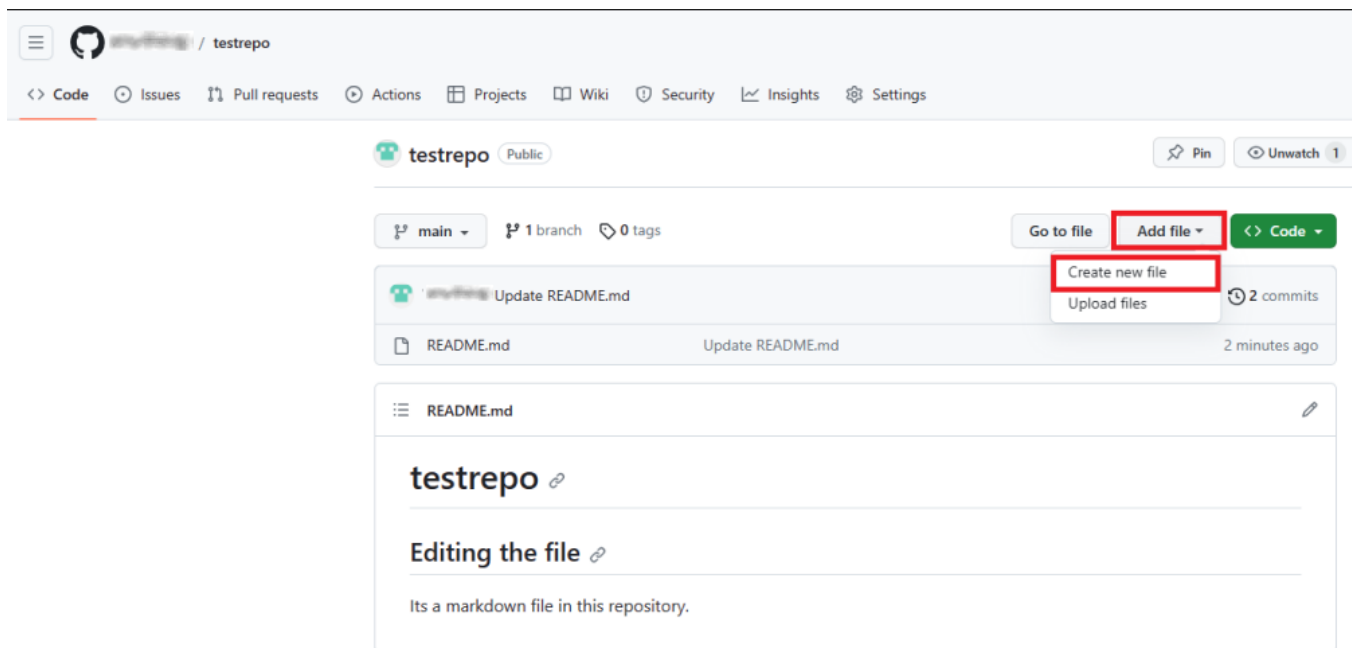 / testrepo
Code Issues Pull requests Actions Projects Wiki Security Insights Settings
testrepo Public Pin Unwatch 1
main 1 branch 0 tags Go to file Add file Code
Create new file
Update README.md 2 commits
Upload files
README.md Update README.md 2 minutes ago
README.md
testrepo
Editing the file
Its a markdown file in this repository.